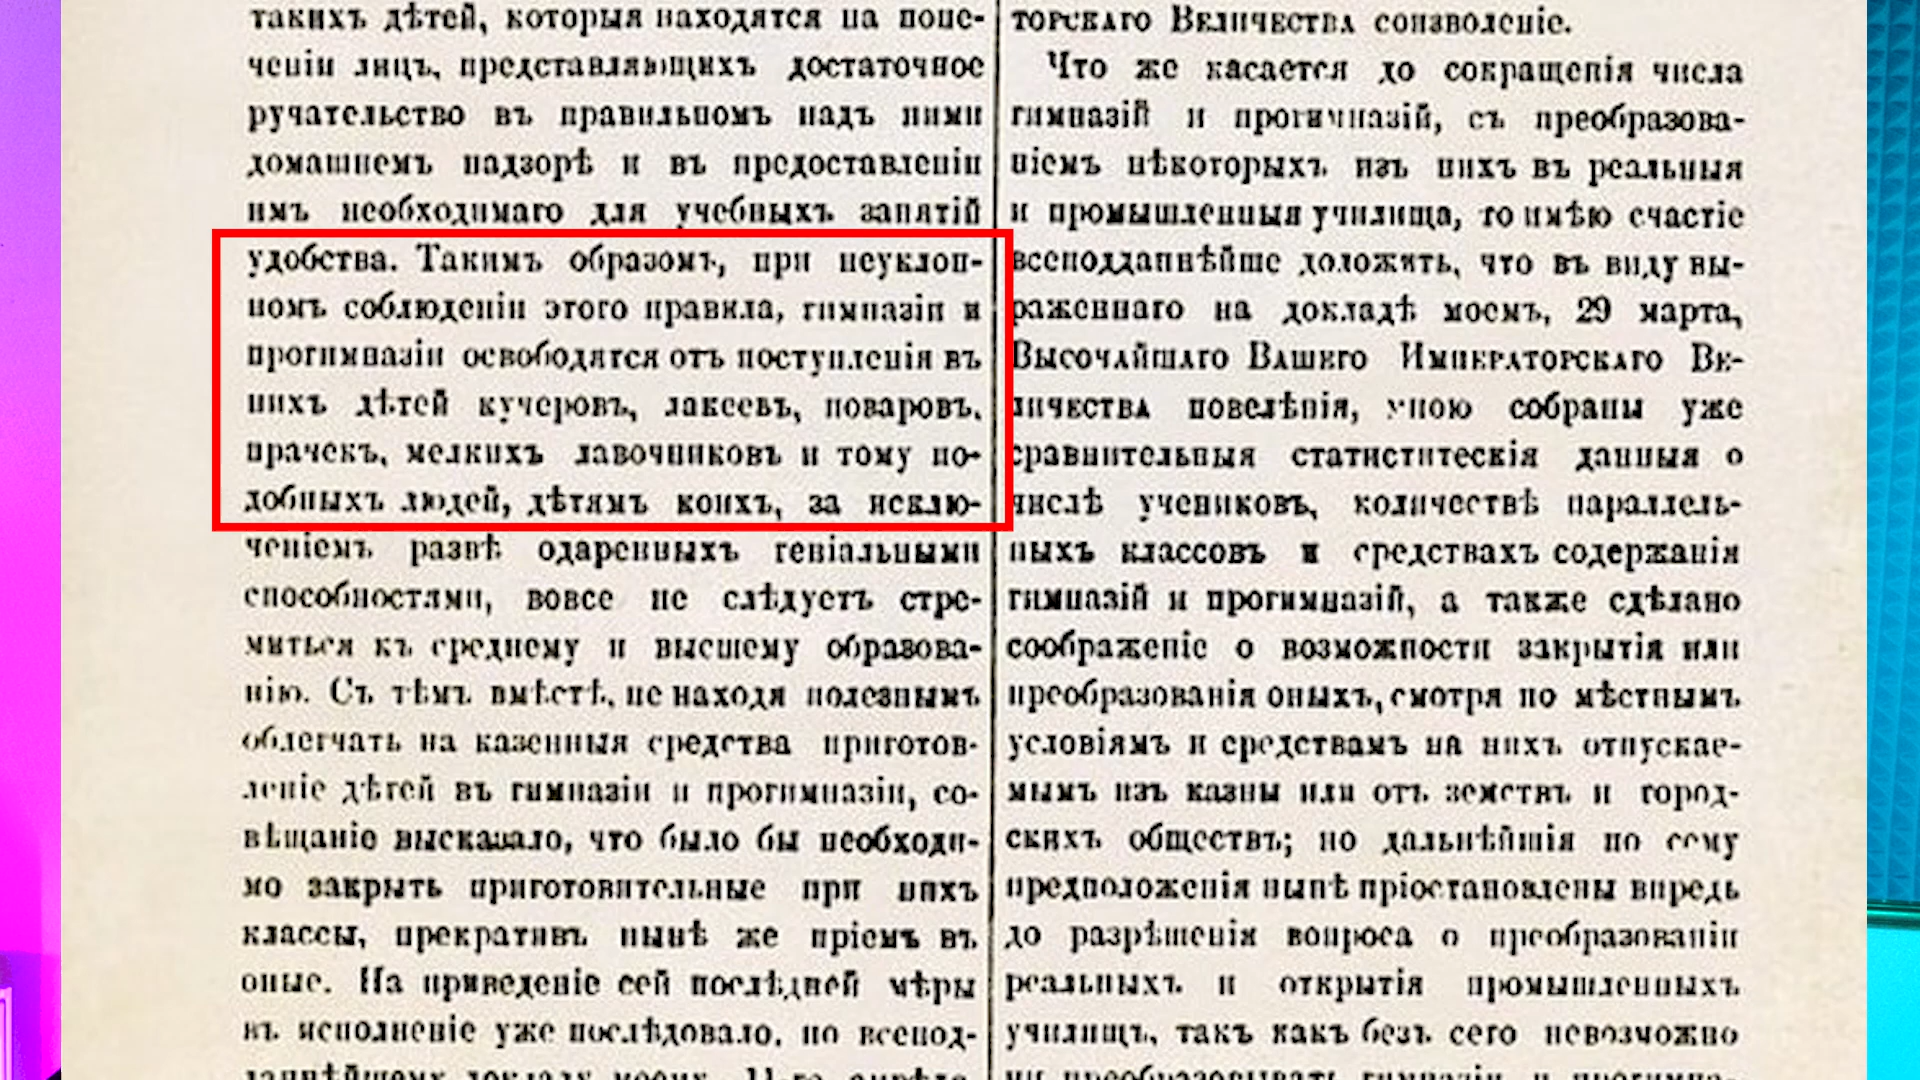 такихъ дѣтей, которыя находятся на попе-
ченіи лицъ, представляющихъ достаточное
ручательство въ правильномъ надъ ними
домашнемъ надзорѣ и въ предоставленіи
имъ необходимаго для учебныхъ занятій
удобства. Такимъ образомъ, при неуклон-
номъ соблюденіи этого правила, гимназіи и
прогимназіи освободятся отъ поступленія въ
нихъ дѣтей кучеровъ, лакеевъ, поваровъ,
прачекъ, мелкихъ лавочниковъ и тому по-
добныхъ людей, дѣтямъ коихъ, за исклю-
ченіемъ развѣ одаренныхъ геніальными
способностями, вовсе не слѣдуетъ стре-
миться къ среднему и высшему образова-
нію. Съ тѣмъ вмѣстѣ, не находя полезнымъ
облегчать на казенныя средства приготов-
леніе дѣтей въ гимназіи и прогимназіи, со-
вѣщаніе высказало, что было бы необходи-
мо закрыть приготовительные при нихъ
классы, прекративъ нынѣ же пріемъ въ
оные. На приведеніе сей послѣдней мѣры
въ исполненіе уже послѣдовало, по всепод-
даннѣйшему докладу моему, 11-го апрѣля,
торскаго Величества соизволеніе.
Что же касается до сокращенія числа
гимназій и прогимназій, съ преобразова-
ніемъ нѣкоторыхъ изъ нихъ въ реальныя
и промышленныя училища, то имѣю счастіе
всеподданнѣйше доложить, что въ виду вы-
раженнаго на докладѣ моемъ, 29 марта,
Высочайшаго Вашего Императорскаго Ве-
личества повелѣнія, мною собраны уже
сравнительныя статистическія данныя о
числѣ учениковъ, количествѣ параллель-
ныхъ классовъ и средствахъ содержанія
гимназій и прогимназій, а также сдѣлано
соображеніе о возможности закрытія или
преобразованія оныхъ, смотря по мѣстнымъ
условіямъ и средствамъ на нихъ отпускае-
мымъ изъ казны или отъ земствъ и город-
скихъ обществъ; но дальнѣйшія по сему
предположенія нынѣ пріостановлены впредь
до разрѣшенія вопроса о преобразованіи
реальныхъ и открытія промышленныхъ
училищъ, такъ какъ безъ сего невозможно
ни преобразовывать гимназіи и прогимна-